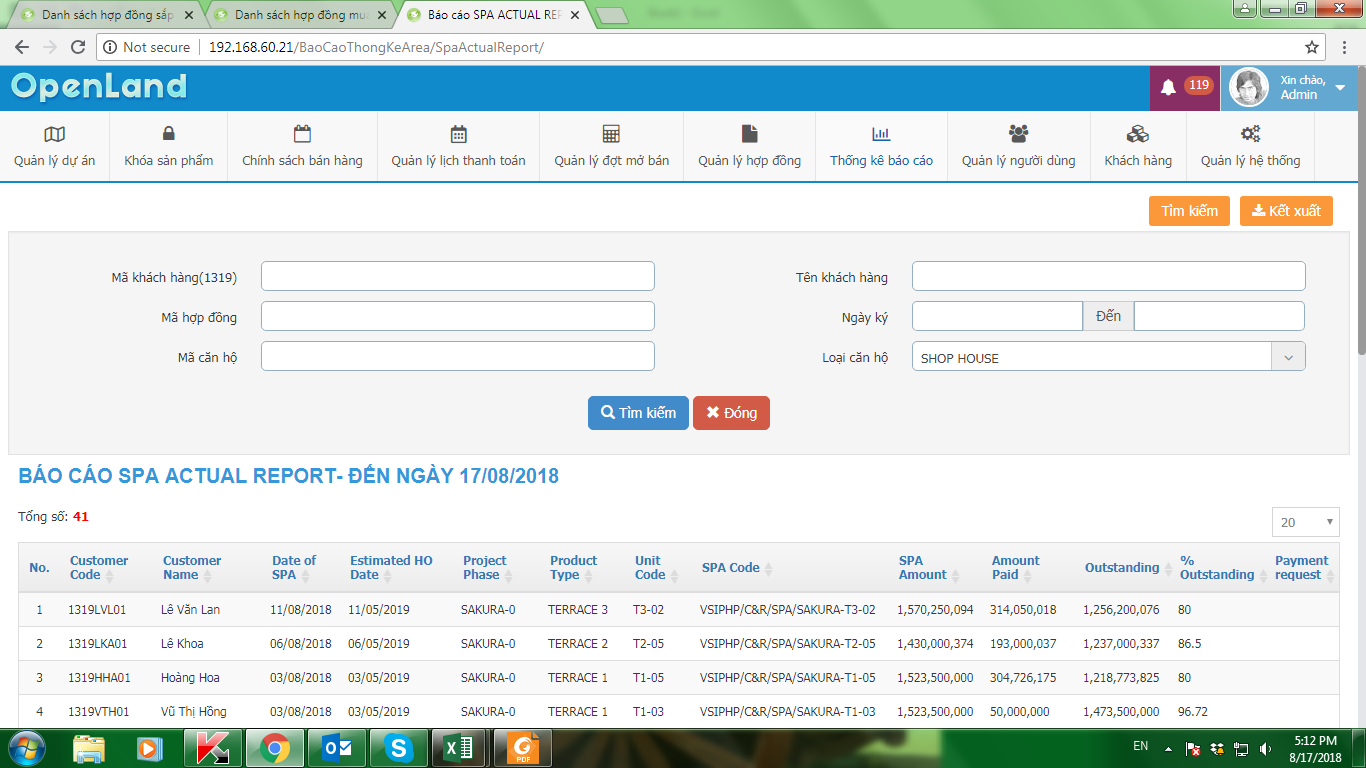 Danh sách hợp đồng sắp
Danh sách hợp đồng mua
Báo cáo SPA ACTUAL REP
Not secure
192.168.60.21/BaoCaoThongKeArea/SpaActualReport/
OpenLand
119
Xin chào,
Admin
Quản lý dự án
Khóa sản phẩm
Chính sách bán hàng
Quản lý lịch thanh toán
Quản lý đợt mở bán
Quản lý hợp đồng
Thống kê báo cáo
Quản lý người dùng
Khách hàng
Quản lý hệ thống
Tìm kiếm
Kết xuất
Mã khách hàng(1319)
Tên khách hàng
Mã hợp đồng
Ngày ký
Đến
Mã căn hộ
Loại căn hộ
SHOP HOUSE
Tìm kiếm
Đóng
BÁO CÁO SPA ACTUAL REPORT- ĐẾN NGÀY 17/08/2018
Tổng số: 41
20
No. Customer Code Customer Name Date of SPA Estimated HO Date Project Phase Product Type Unit Code SPA Code SPA Amount Amount Paid Outstanding % Outstanding Payment request
1 1319LVL01 Lê Văn Lan 11/08/2018 11/05/2019 SAKURA-0 TERRACE 3 T3-02 VSIPHP/C&R/SPA/SAKURA-T3-02 1,570,250,094 314,050,018 1,256,200,076 80
2 1319LKA01 Lê Khoa 06/08/2018 06/05/2019 SAKURA-0 TERRACE 2 T2-05 VSIPHP/C&R/SPA/SAKURA-T2-05 1,430,000,374 193,000,037 1,237,000,337 86.5
3 1319HHA01 Hoàng Hoa 03/08/2018 03/05/2019 SAKURA-0 TERRACE 1 T1-05 VSIPHP/C&R/SPA/SAKURA-T1-05 1,523,500,000 304,726,175 1,218,773,825 80
4 1319VTH01 Vũ Thị Hồng 03/08/2018 03/05/2019 SAKURA-0 TERRACE 1 T1-03 VSIPHP/C&R/SPA/SAKURA-T1-03 1,523,500,000 50,000,000 1,473,500,000 96.72
PDF
EN
5:12 PM
8/17/2018